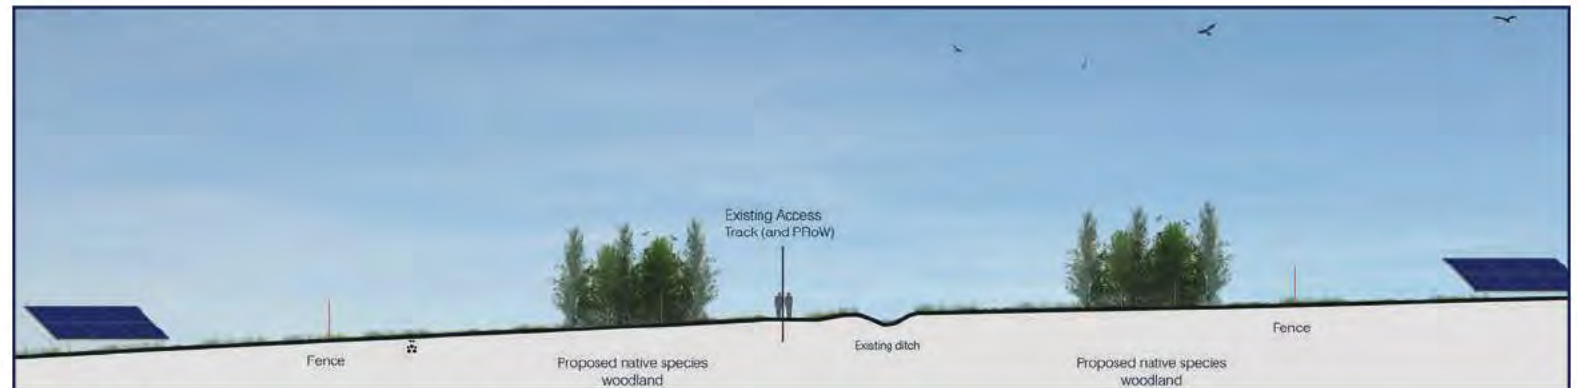 Existing Access
Track (and PRoW)
Fence
Proposed native species
woodland
Existing ditch
Proposed native species
woodland
Fence